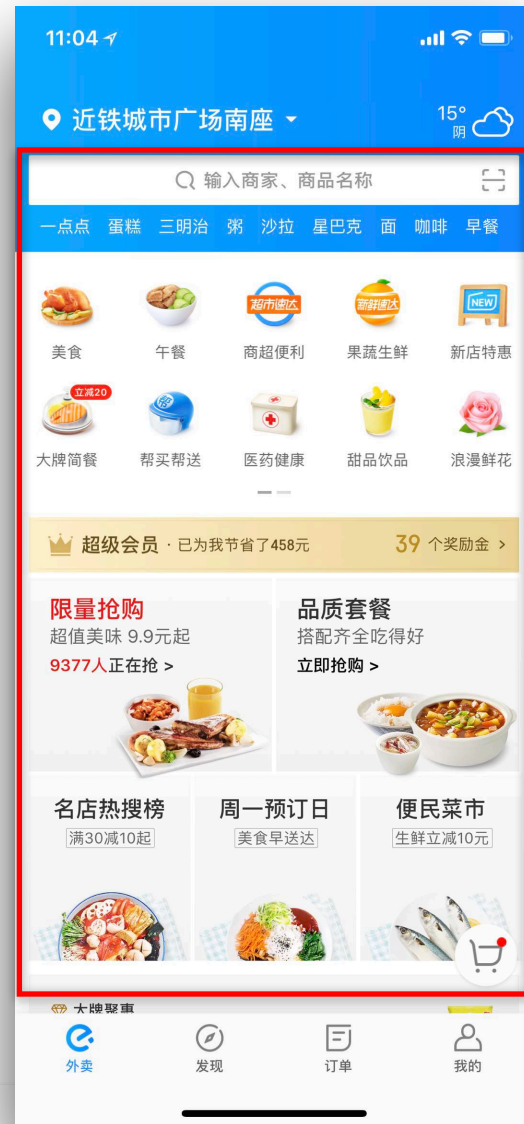 11:04
近铁城市广场南座
15°
阴
输入商家、商品名称
一点点 蛋糕 三明治 粥 沙拉 星巴克 面 咖啡 早餐
超市速达 新鲜速达 NEW
美食 午餐 商超便利 果蔬生鲜 新店特惠
立减20
帮
大牌简餐 帮买帮送 医药健康 甜品饮品 浪漫鲜花
超级会员 · 已为我节省了458元 39 个奖励金 >
限量抢购
超值美味 9.9元起
9377人正在抢 >
品质套餐
搭配齐全吃得好
立即抢购 >
名店热搜榜
满30减10起
周一预订日
美食早送达
便民菜市
生鲜立减10元
大牌聚惠
外卖 发现 订单 我的